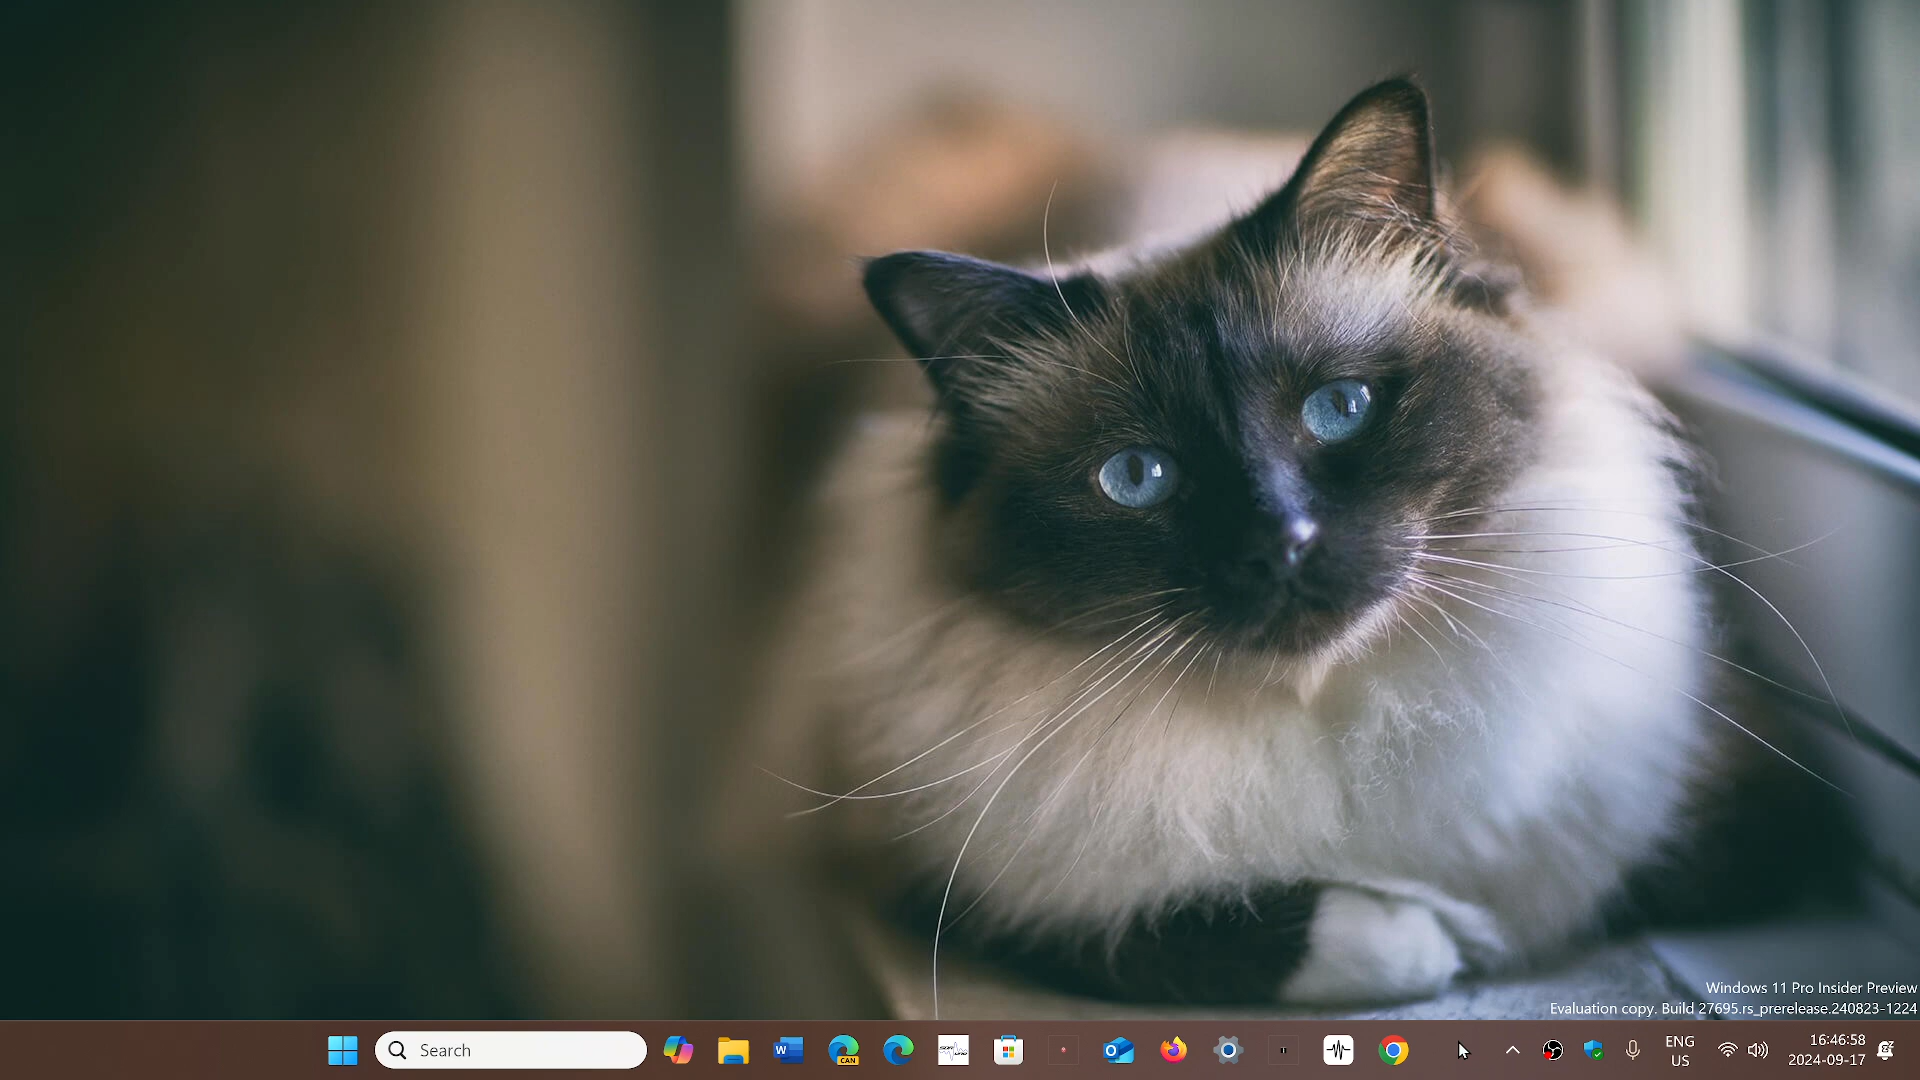 Windows 11 Pro Insider Preview
Evaluation copy. Build 27695.rs_prerelease.240823-1224
Search
W
CAN
O
ENG
US
16:46:58
2024-09-17